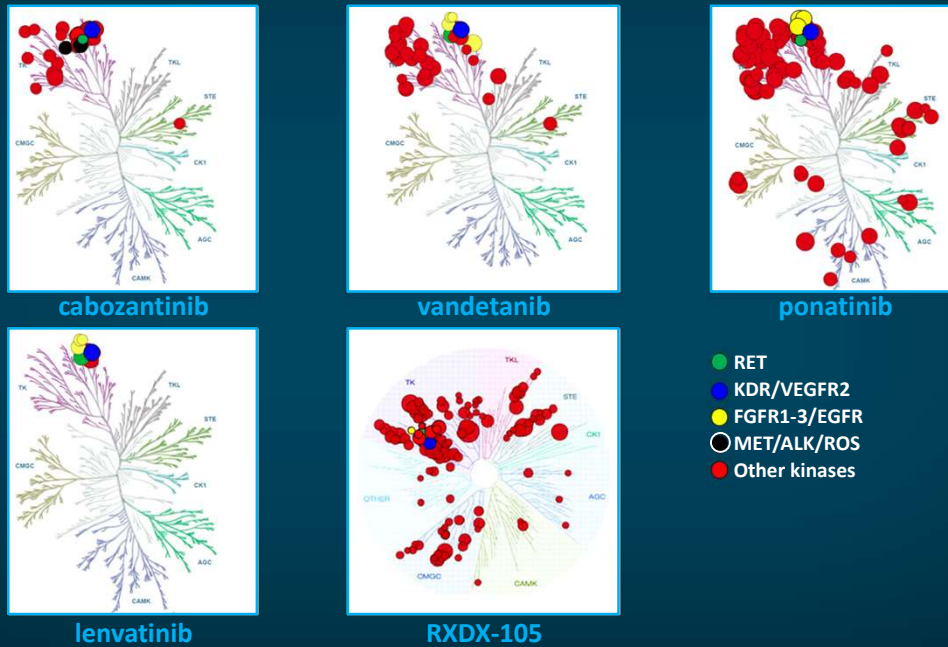 TK
TKL
STE
CMGC
CK1
AGC
CAMK
cabozantinib
TK
TKL
STE
CMGC
CK1
AGC
CAMK
vandetanib
TKL
STE
CMGC
CK1
AGC
CAMK
ponatinib
TK
TKL
STE
CMGC
CK1
AGC
CAMK
lenvatinib
TKL
TK
STE
CK1
OTHER
AGC
CMGC
CAMK
RXDX-105
RET
KDR/VEGFR2
FGFR1-3/EGFR
MET/ALK/ROS
Other kinases